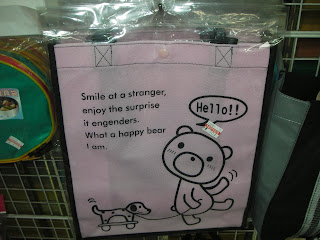 Smile at a stranger,
enjoy the surprise
it engenders.
What a happy bear
I am.
Hello!!